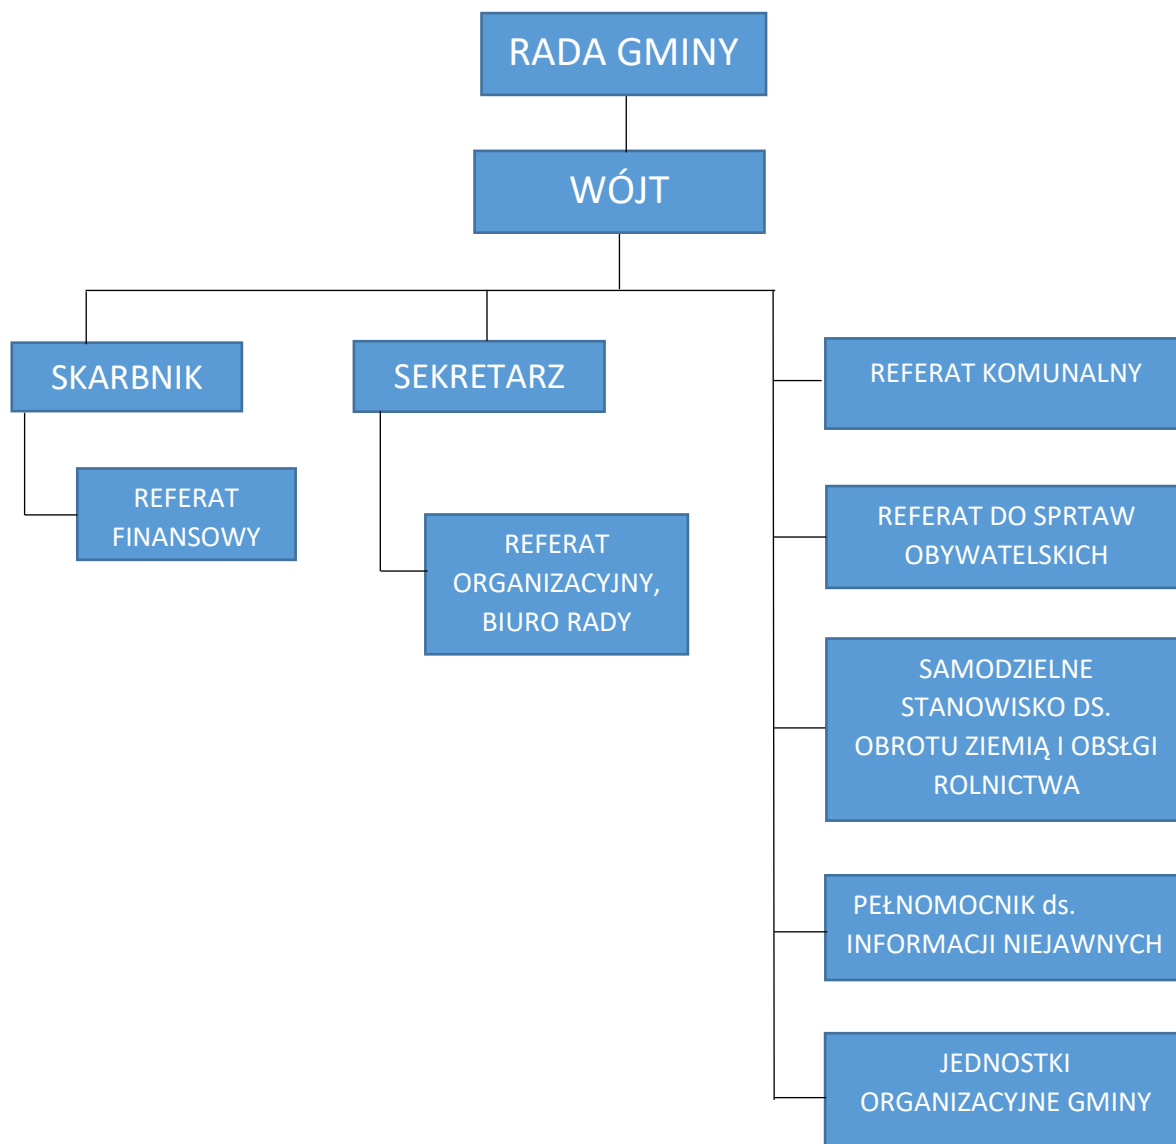 RADA GMINY
WÓJT
SKARBNIK
SEKRETARZ
REFERAT KOMUNALNY
REFERAT
FINANSOWY
REFERAT
ORGANIZACYJNY,
BIURO RADY
REFERAT DO SPRTAW
OBYWATELSKICH
SAMODZIELNE
STANOWISKO DS.
OBROTU ZIEMIĄ I OBSŁGI
ROLNICTWA
PEŁNOMOCNIK ds.
INFORMACJI NIEJAWNYCH
JEDNOSTKI
ORGANIZACYJNE GMINY